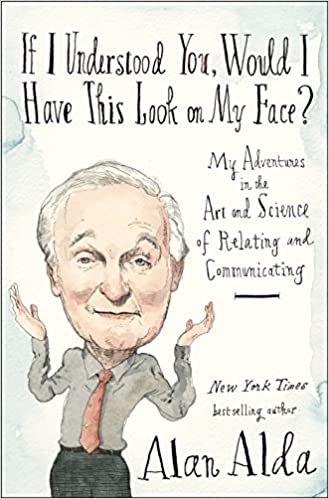 If I Understood You, Would I
Have This Look on My Face?
My Adventures
in the
Art and Science
of Relating and
Communicating
New York Times
bestselling author
Alan Alda